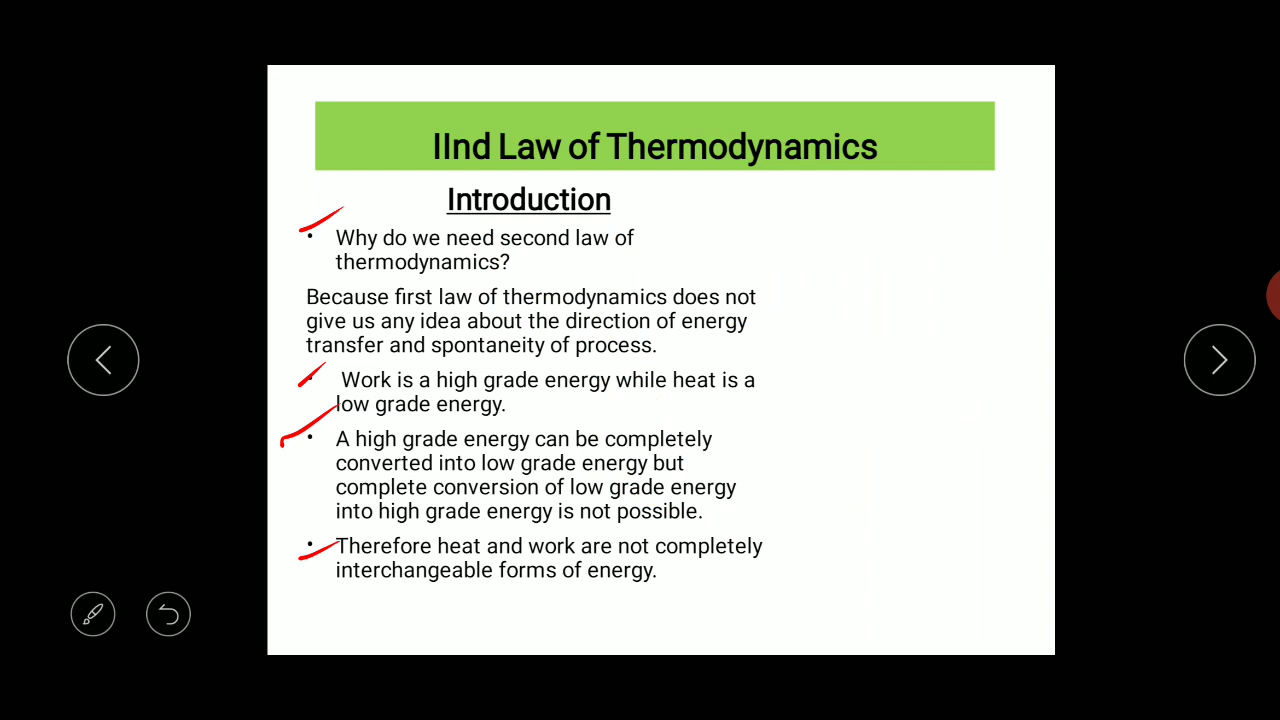 IInd Law of Thermodynamics
Introduction
• Why do we need second law of
thermodynamics?
Because first law of thermodynamics does not
give us any idea about the direction of energy
transfer and spontaneity of process.
• Work is a high grade energy while heat is a
low grade energy.
• A high grade energy can be completely
converted into low grade energy but
complete conversion of low grade energy
into high grade energy is not possible.
• Therefore heat and work are not completely
interchangeable forms of energy.